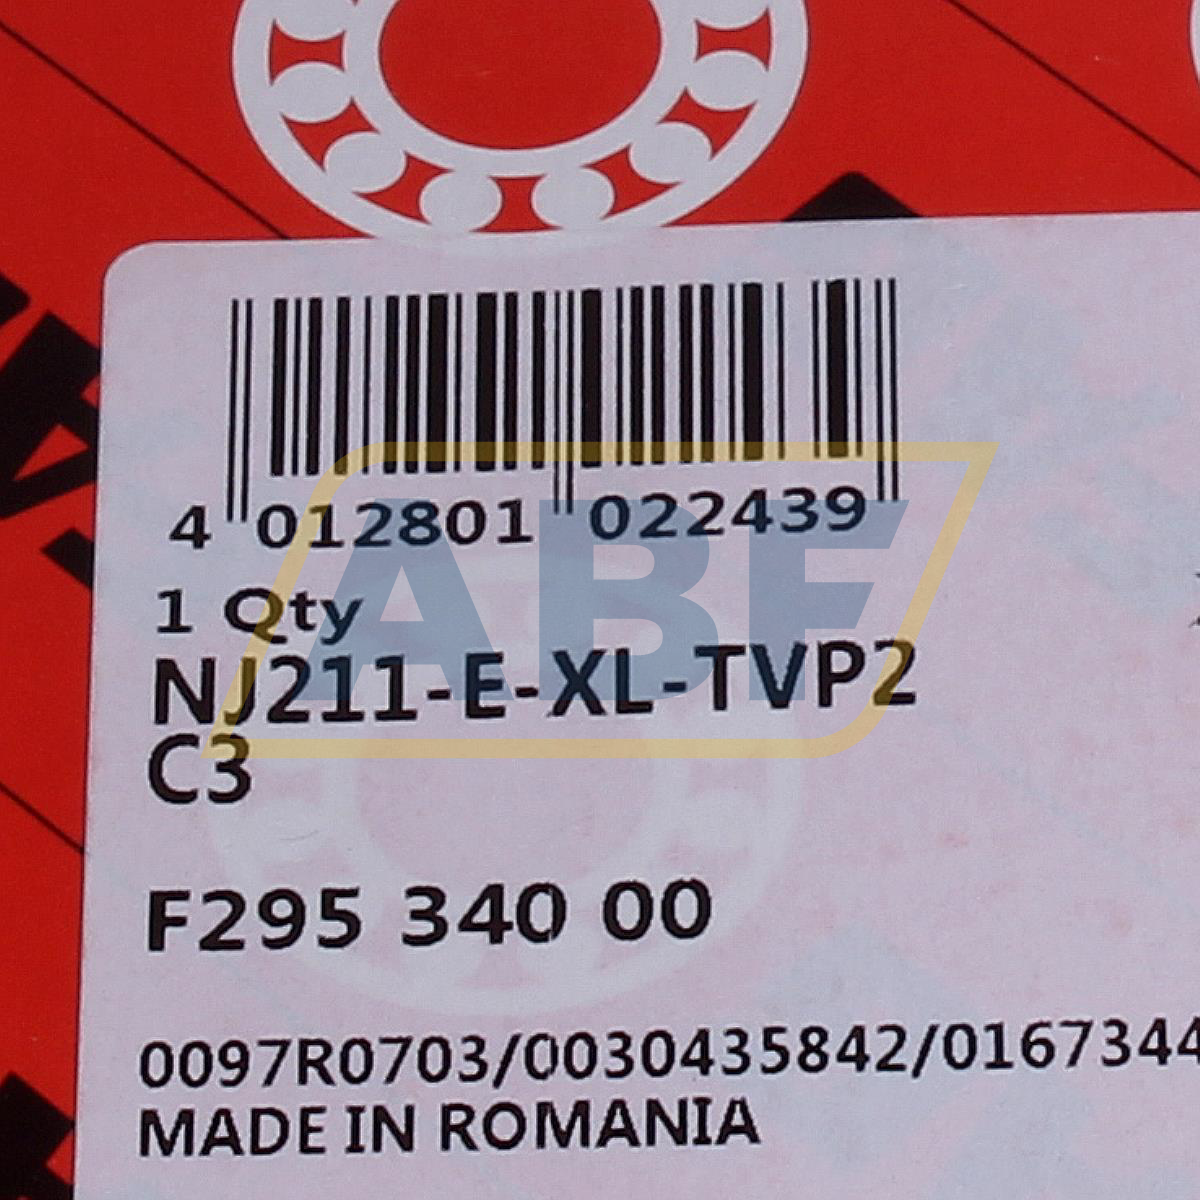 4 012801 022439
1 Qty
NJ211-E-XL-TVP2
C3
ABF
F295 340 00
0097R0703/0030435842/0167344
MADE IN ROMANIA